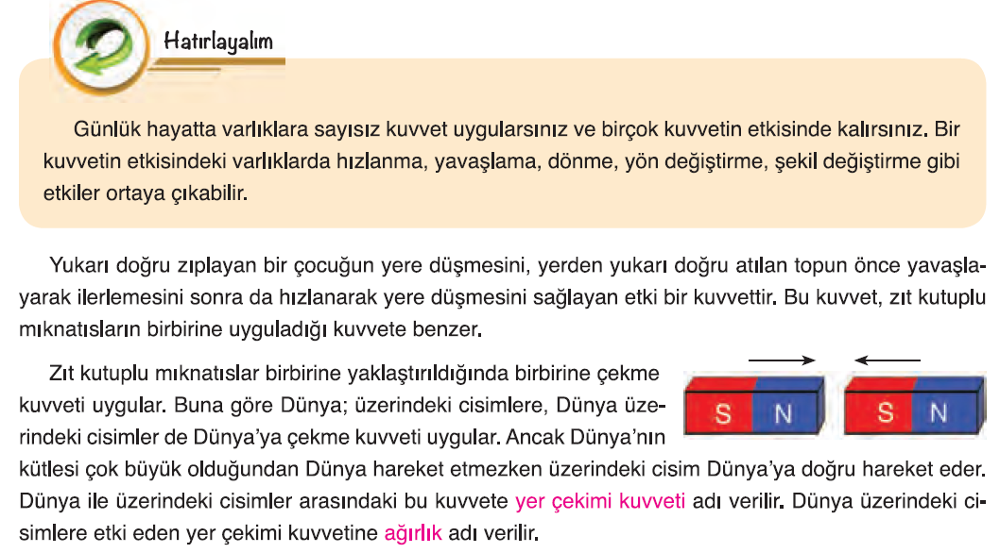 Hatırlayalım
Günlük hayatta varlıklara sayısız kuvvet uygularsınız ve birçok kuvvetin etkisinde kalırsınız. Bir
kuvvetin etkisindeki varlıklarda hızlanma, yavaşlama, dönme, yön değiştirme, şekil değiştirme gibi
etkiler ortaya çıkabilir.
Yukarı doğru zıplayan bir çocuğun yere düşmesini, yerden yukarı doğru atılan topun önce yavaşla-
yarak ilerlemesini sonra da hızlanarak yere düşmesini sağlayan etki bir kuvvettir. Bu kuvvet, zıt kutuplu
mıknatısların birbirine uyguladığı kuvvete benzer.
Zıt kutuplu mıknatıslar birbirine yaklaştırıldığında birbirine çekme
kuvveti uygular. Buna göre Dünya; üzerindeki cisimlere, Dünya üze-
rindeki cisimler de Dünya'ya çekme kuvveti uygular. Ancak Dünya'nın
S N S N
kütlesi çok büyük olduğundan Dünya hareket etmezken üzerindeki cisim Dünya'ya doğru hareket eder.
Dünya ile üzerindeki cisimler arasındaki bu kuvvete yer çekimi kuvveti adı verilir. Dünya üzerindeki ci-
simlere etki eden yer çekimi kuvvetine ağırlık adı verilir.